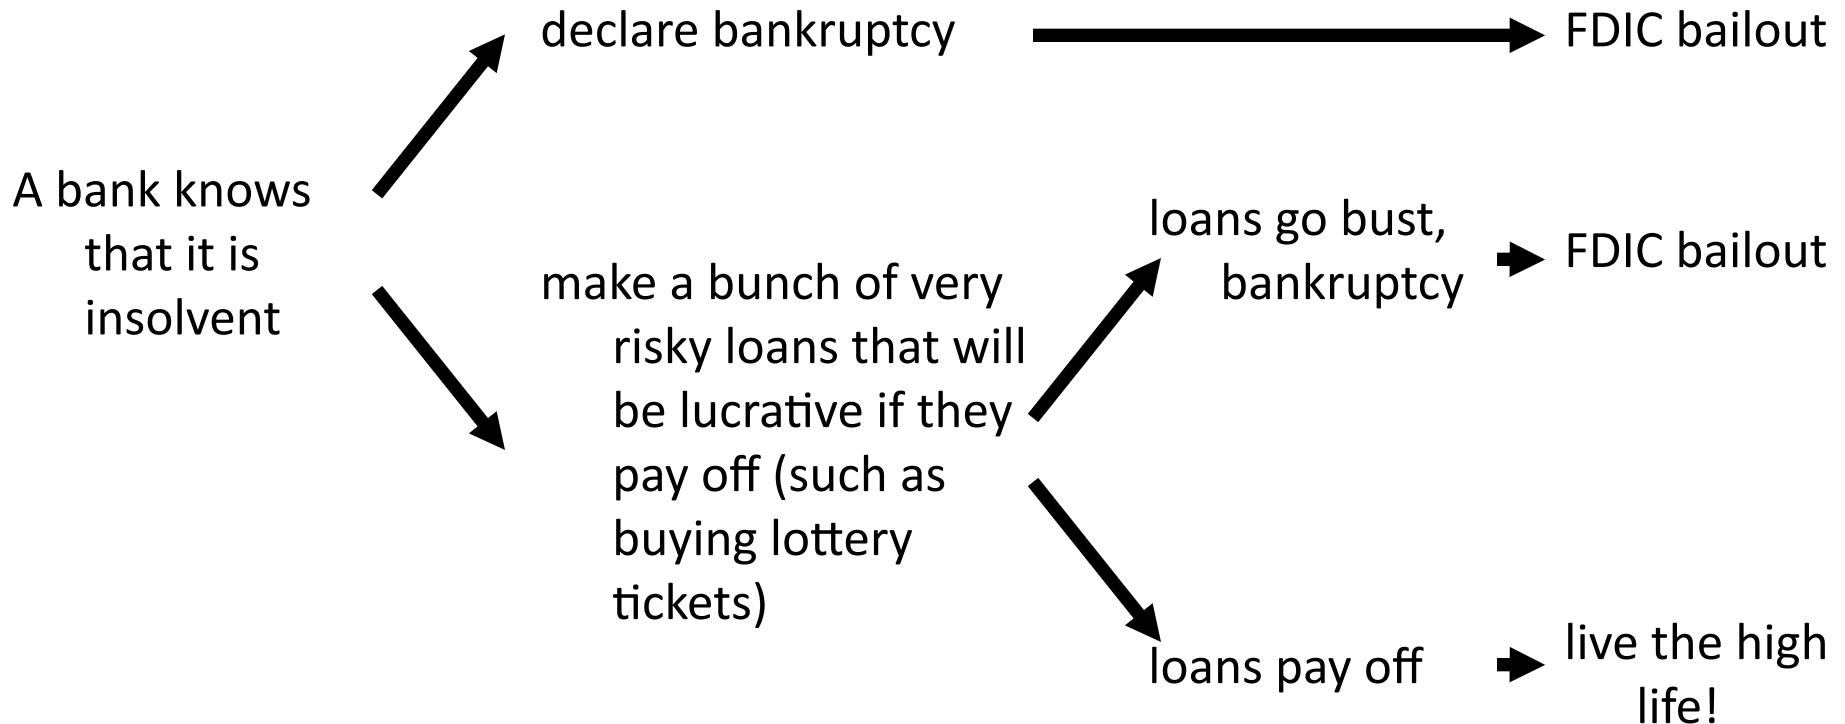 declare bankruptcy
FDIC bailout
A bank knows
that it is
insolvent
make a bunch of very
risky loans that will
be lucrative if they
pay off (such as
buying lottery
tickets)
loans go bust,
bankruptcy
FDIC bailout
loans pay off
live the high
life!